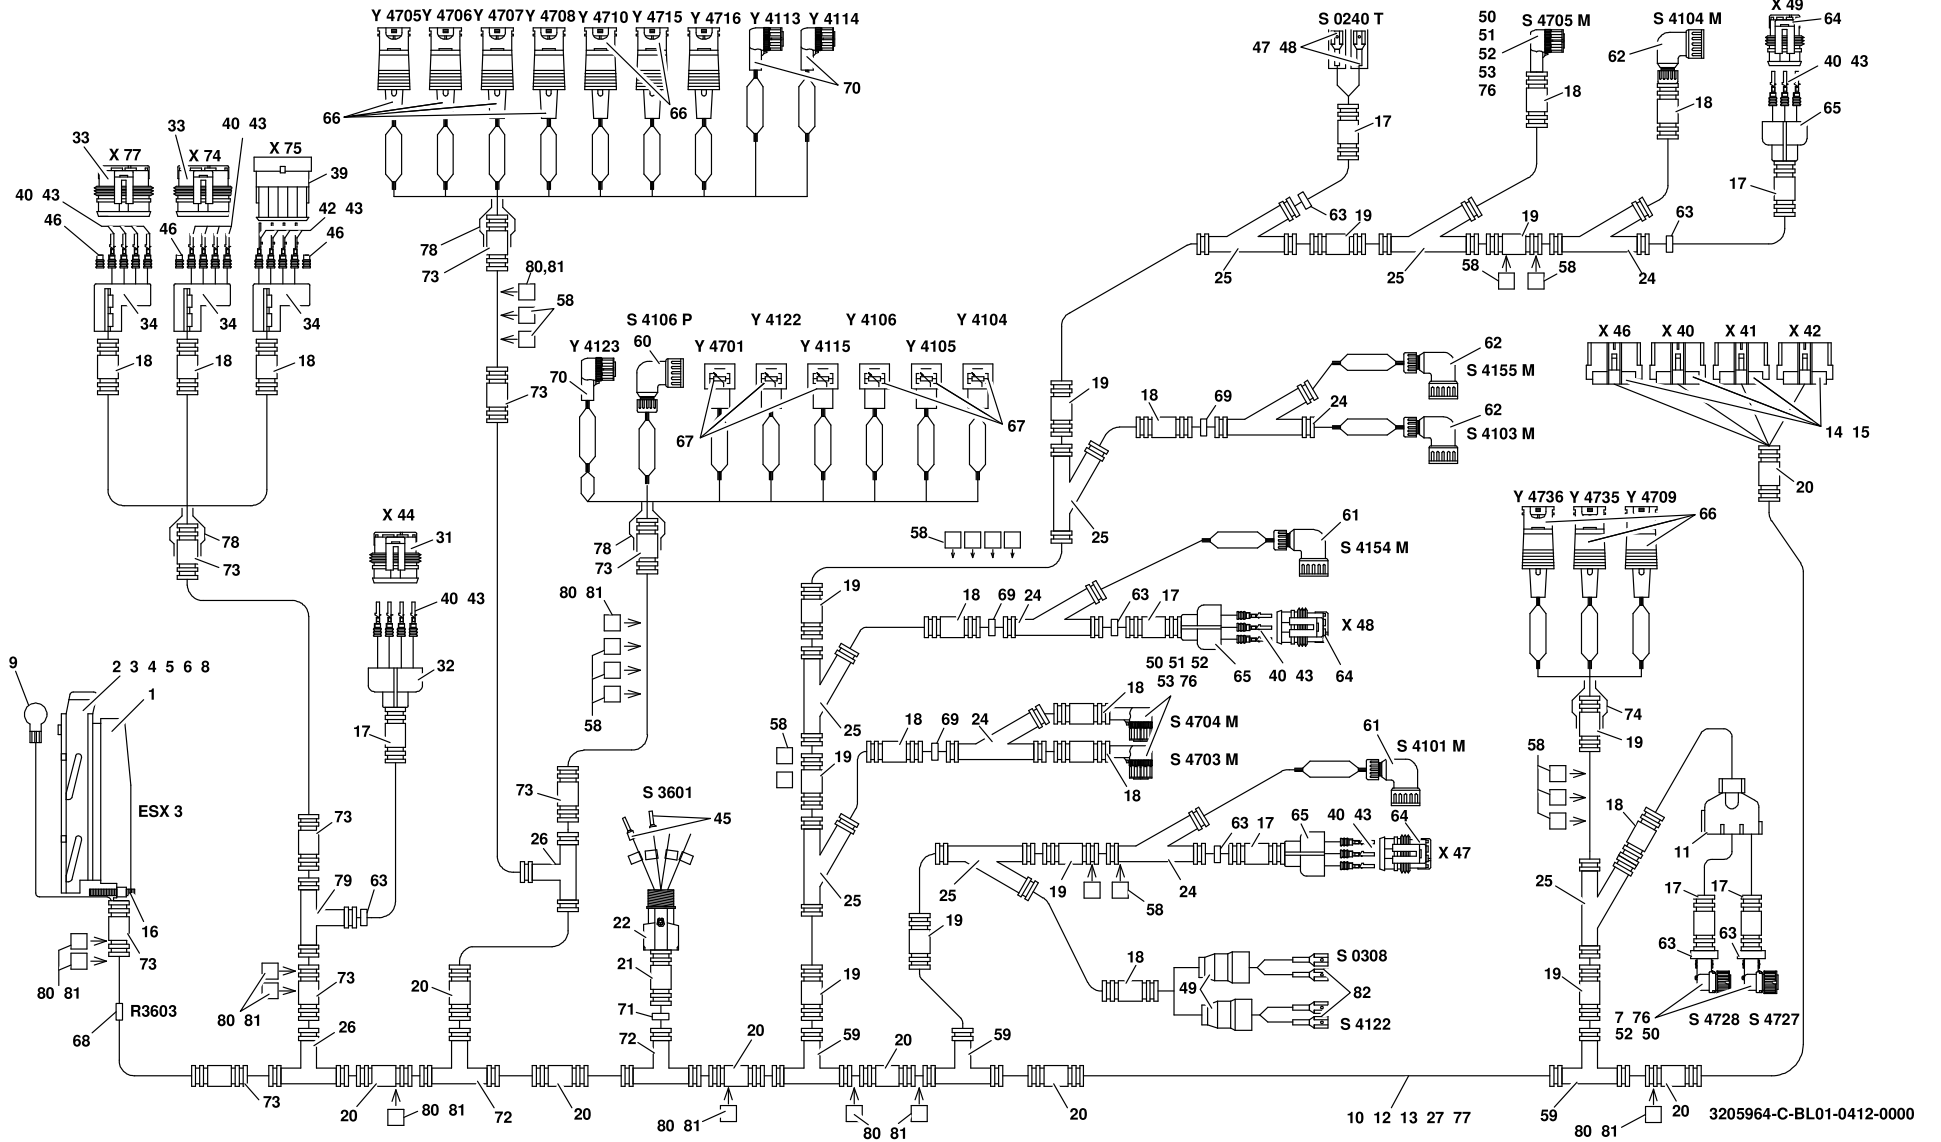 Y 4705 Y 4706 Y 4707 Y 4708 Y 4710 Y 4715 Y 4716 Y 4113 Y 4114
66 66 70
S 0240 T
47 48
17
50
51
52
53
76
S 4705 M
18
S 4104 M
62
18
X 49
64
40 43
65
17
33 33 40 43
X 77 X 74 X 75
39
40 43
46 46 42 43
46
34 34 34
18 18 18
78
73
80,81
58
73
63 19 19 63
25 25 58 58 24
S 4106 P
60
Y 4123
70
Y 4701 Y 4122 Y 4115 Y 4106 Y 4105 Y 4104
67 67
19
18 69 24
62
S 4155 M
62
S 4103 M
X 46 X 40 X 41 X 42
14 15
20
Y 4736 Y 4735 Y 4709
66
X 44
31
78
73
40 43
32
17
78
73
80 81
58
58
25
61
S 4154 M
19
18 69 24 63 17
X 48
65 40 43 64
50 51 52
53 76
18
S 4704 M
18 69 24
S 4703 M
18
25
58
19
61
S 4101 M
74
19
58
9
2 3 4 5 6 8
1
ESX 3
16
73
80 81
R3603
68
73
79 63
73
80 81
26
73
26
S 3601
45
22
21
71
72
20
25
63 17 65 40 43 64
X 47
25 19 58 24
19
18
49
S 0308
82
S 4122
19
59
59
18
11
25
17 17
63 63
19
7 76
52 50
S 4728 S 4727
73 20 80 81 72 20
20
80 81
20
80 81
20
10 12 13 27 77
59
80 81
20
3205964-C-BL01-0412-0000